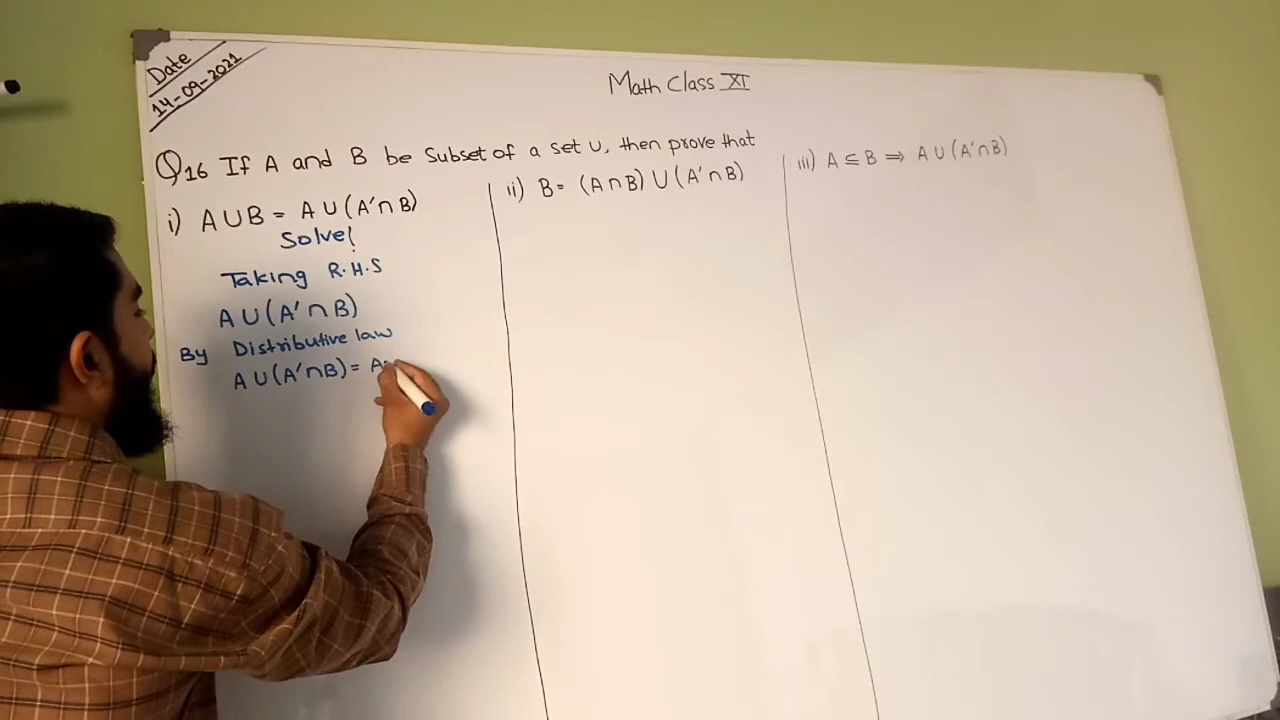 Date
14-09-2021
Math Class XI
Q16 If A and B be Subset of a set U, then prove that
i) A∪B = A∪(A'∩B)
Solve!
Taking R.H.S
A∪(A'∩B)
By Distributive law
A∪(A'∩B) = A
ii) B = (A∩B) ∪ (A'∩B)
iii) A ⊆ B ⇒ A∪(A'∩B)